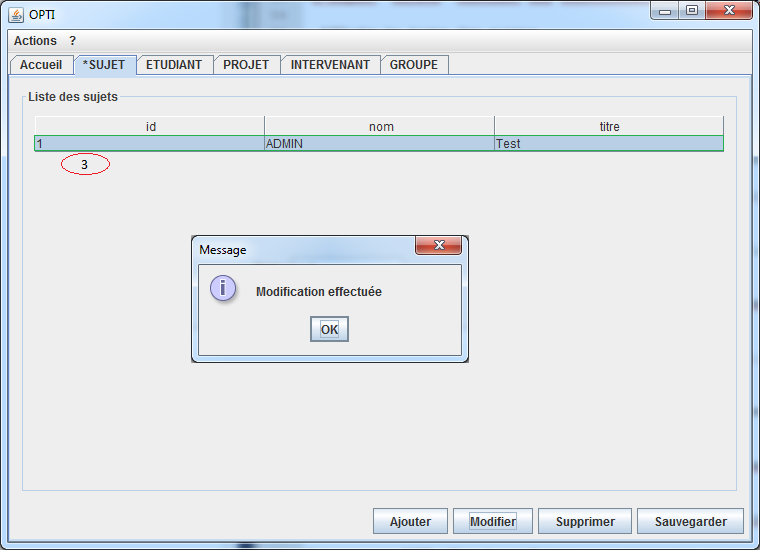 OPTI
Actions ?
Accueil *SUJET ETUDIANT PROJET INTERVENANT GROUPE
Liste des sujets
id nom titre
1 ADMIN Test
3
Message
Modification effectuée
OK
Ajouter Modifier Supprimer Sauvegarder